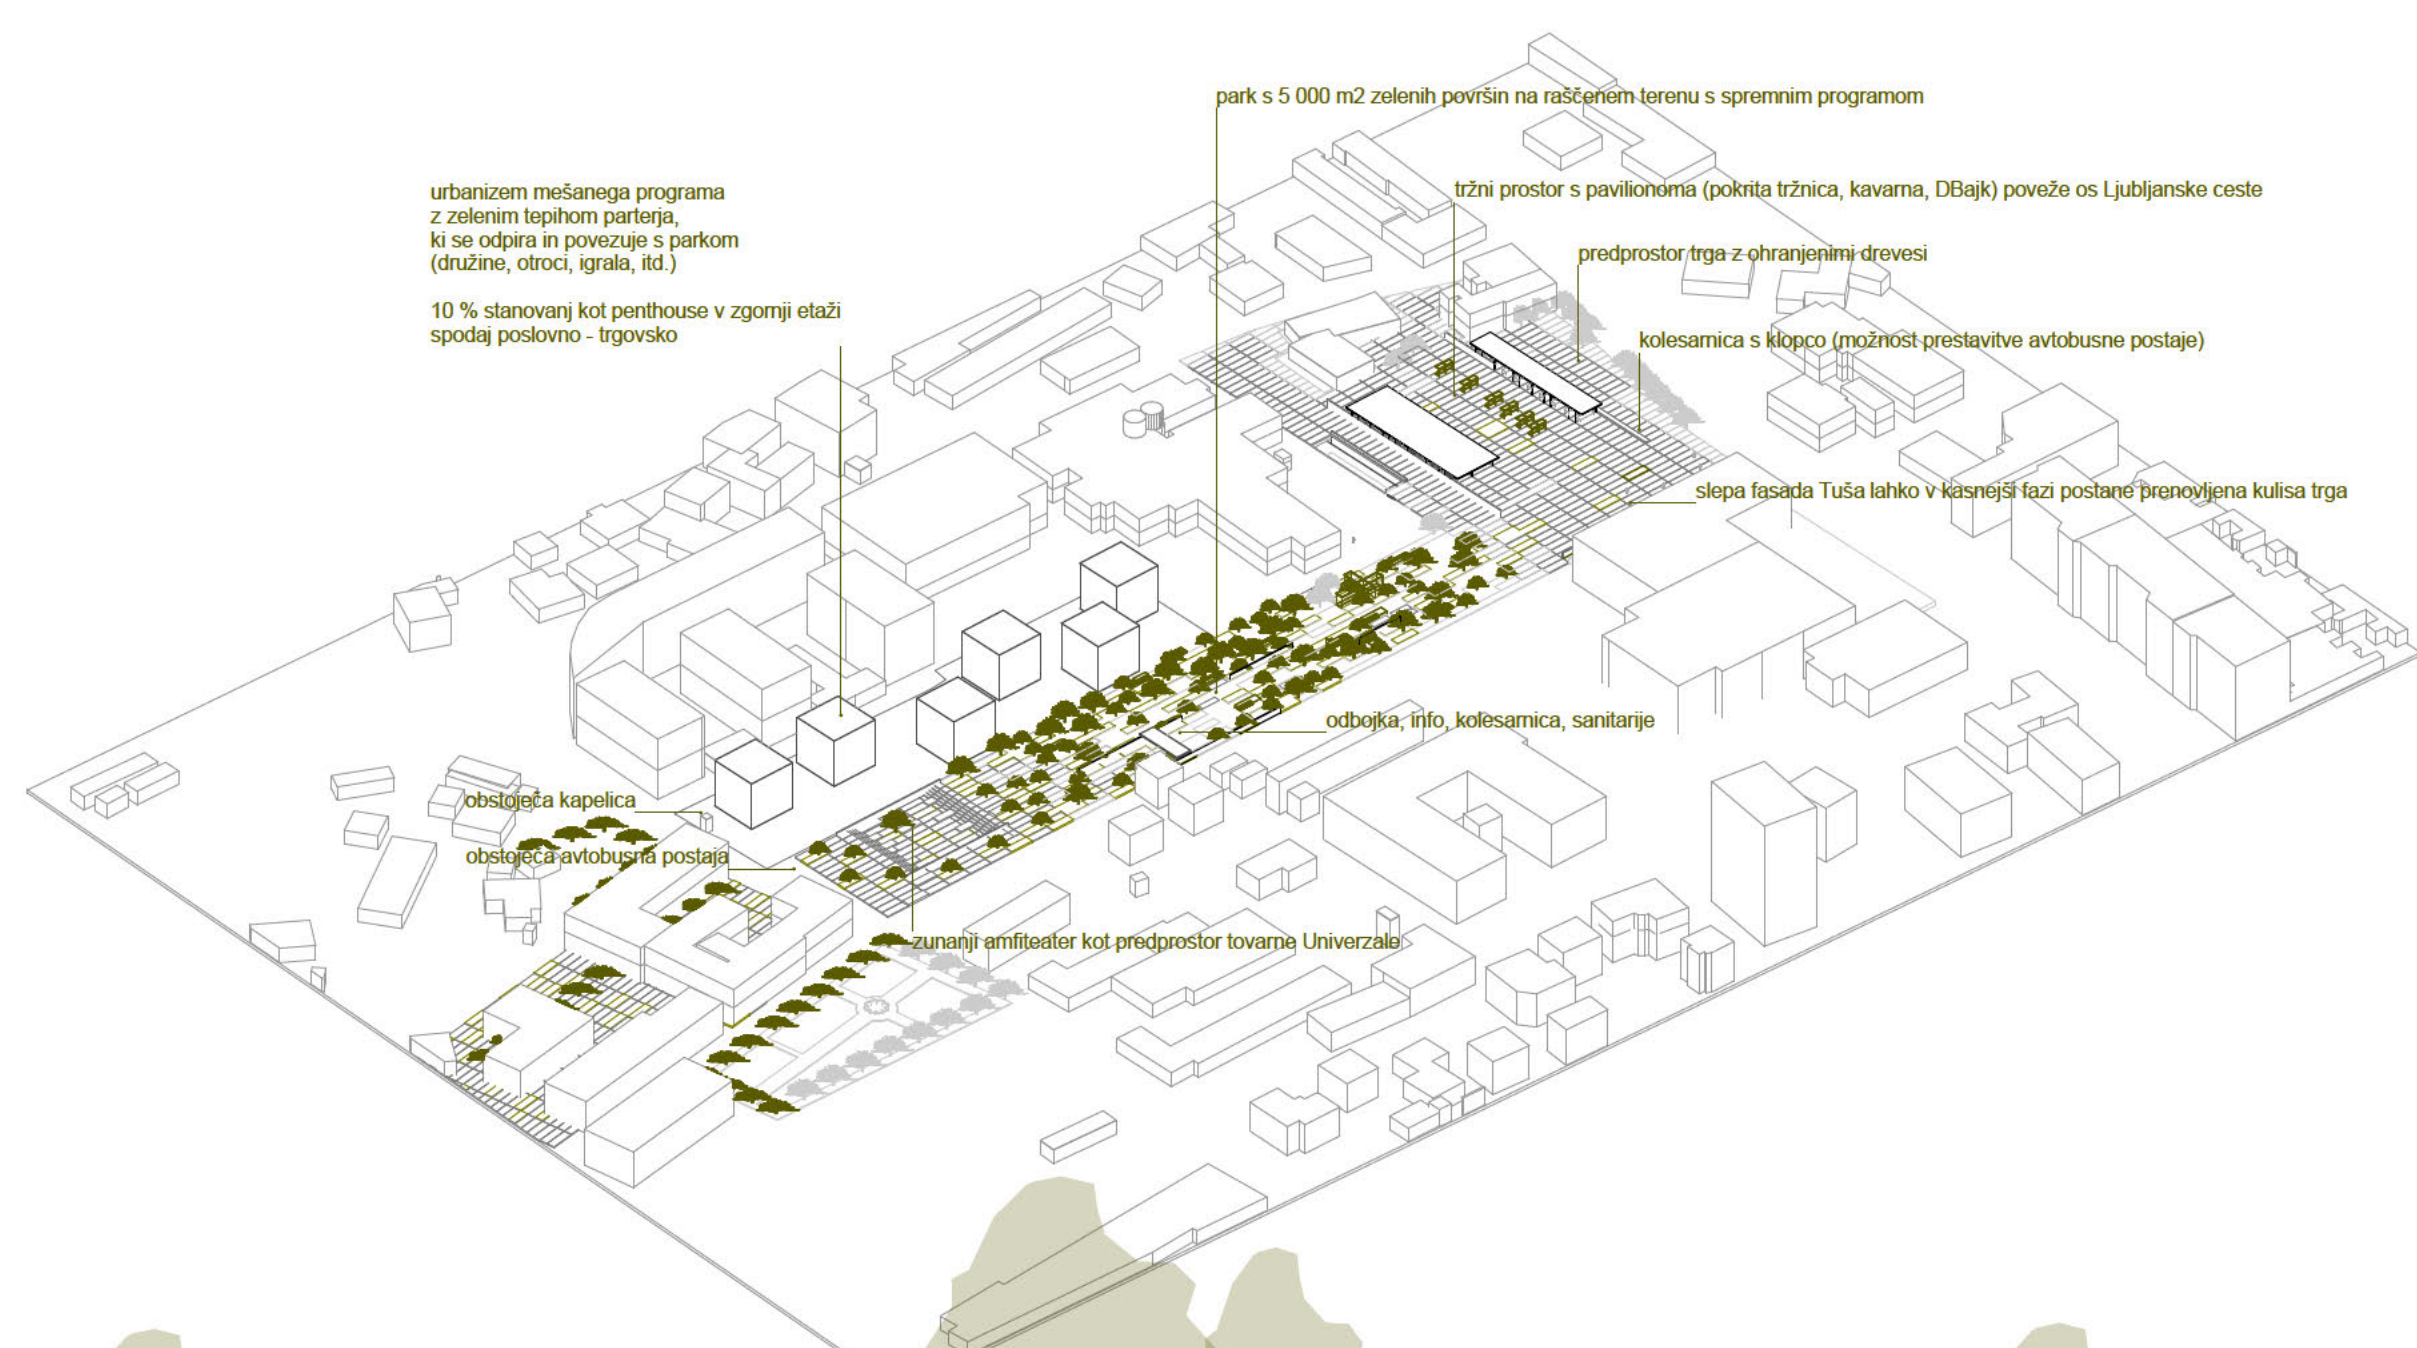 park s 5 000 m2 zelenih površin na raščenem terenu s spremnim programom
urbanizem mešanega programa
z zelenim tepihom parterja,
ki se odpira in povezuje s parkom
(družine, otroci, igrala, itd.)
10 % stanovanj kot penthouse v zgornji etaži
spodaj poslovno - trgovsko
tržni prostor s pavilionoma (pokrita tržnica, kavarna, DBajk) poveže os Ljubljanske ceste
predprostor trga z ohranjenimi drevesi
kolesarnica s klopco (možnost prestavitve avtobusne postaje)
slepa fasada Tuša lahko v kasnejši fazi postane prenovljena kulisa trga
odbojka, info, kolesarnica, sanitarije
obstoječa kapelica
obstoječa avtobusna postaja
zunanji amfiteater kot predprostor tovarne Univerzale